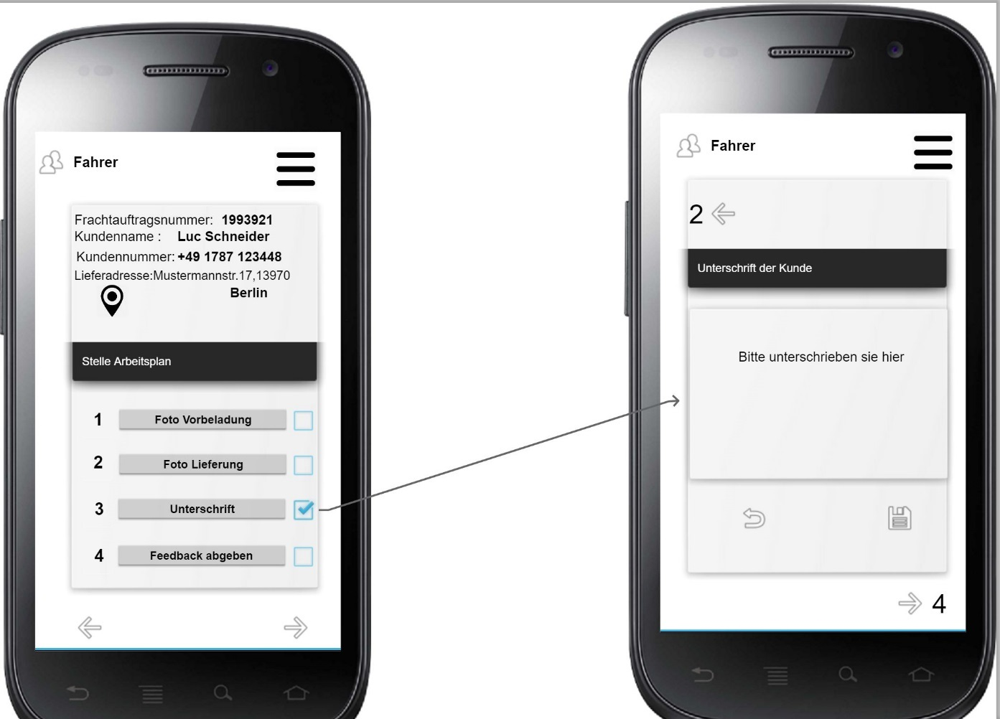 Fahrer
Frachtauftragsnummer: 1993921
Kundenname : Luc Schneider
Kundennummer: +49 1787 123448
Lieferadresse:Mustermannstr.17,13970
Berlin
Stelle Arbeitsplan
1 Foto Vorbeladung
2 Foto Lieferung
3 Unterschrift
4 Feedback abgeben
Fahrer
2
Unterschrift der Kunde
Bitte unterschrieben sie hier
4